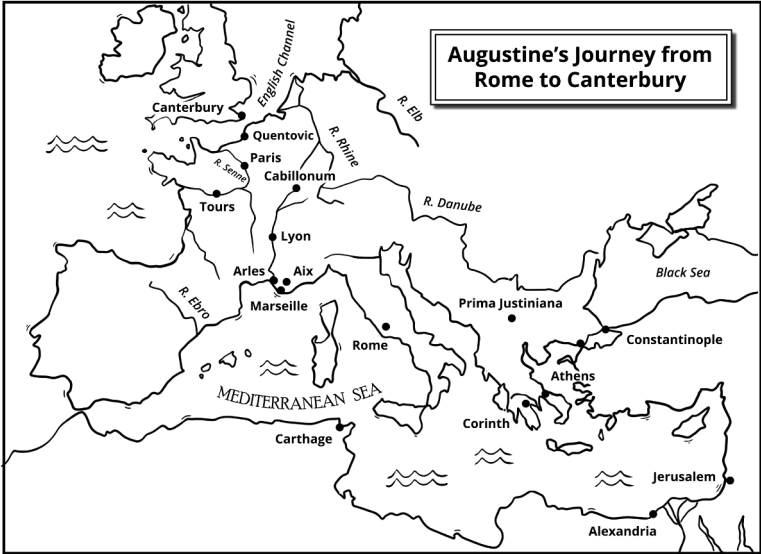 Augustine's Journey from
Rome to Canterbury
English Channel
Canterbury
R. Elb
Quentovic
R. Rhine
Paris
R. Senne
Cabillonum
Tours
R. Danube
Lyon
Black Sea
Arles
Aix
Marseille
R. Ebro
Prima Justiniana
Rome
Constantinople
Athens
MEDITERRANEAN SEA
Corinth
Carthage
Jerusalem
Alexandria